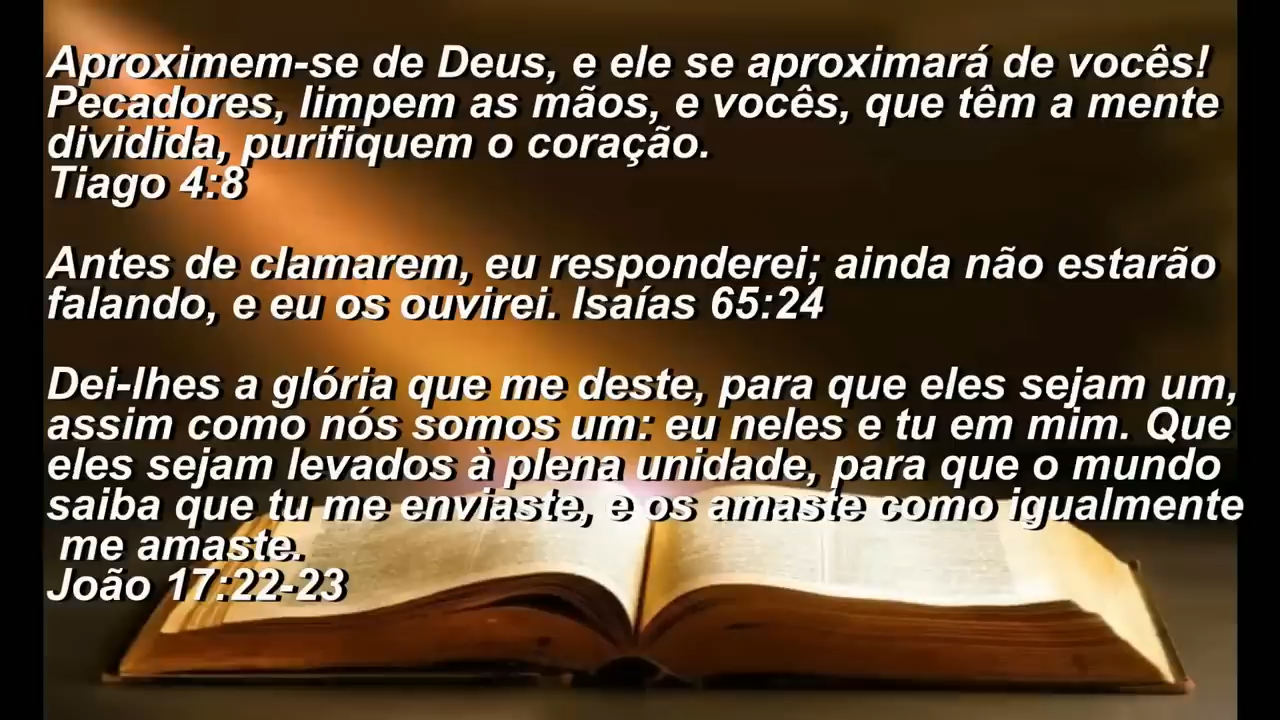 Aproximem-se de Deus, e ele se aproximará de vocês!
Pecadores, limpem as mãos, e vocês, que têm a mente
dividida, purifiquem o coração.
Tiago 4:8
Antes de clamarem, eu responderei; ainda não estarão
falando, e eu os ouvirei. Isaías 65:24
Dei-lhes a glória que me deste, para que eles sejam um,
assim como nós somos um: eu neles e tu em mim. Que
eles sejam levados à plena unidade, para que o mundo
saiba que tu me enviaste, e os amaste como igualmente
me amaste.
João 17:22-23